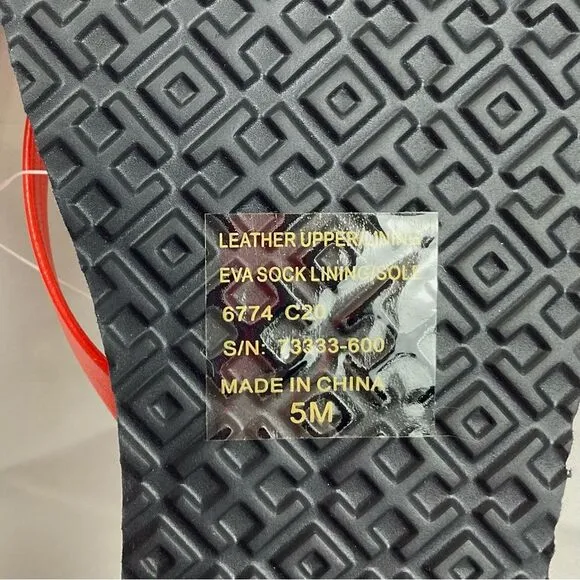 LEATHER UPPER/LINING
EVA SOCK LINING/SOLE
6774 C20
S/N: 73333-600
MADE IN CHINA
5M